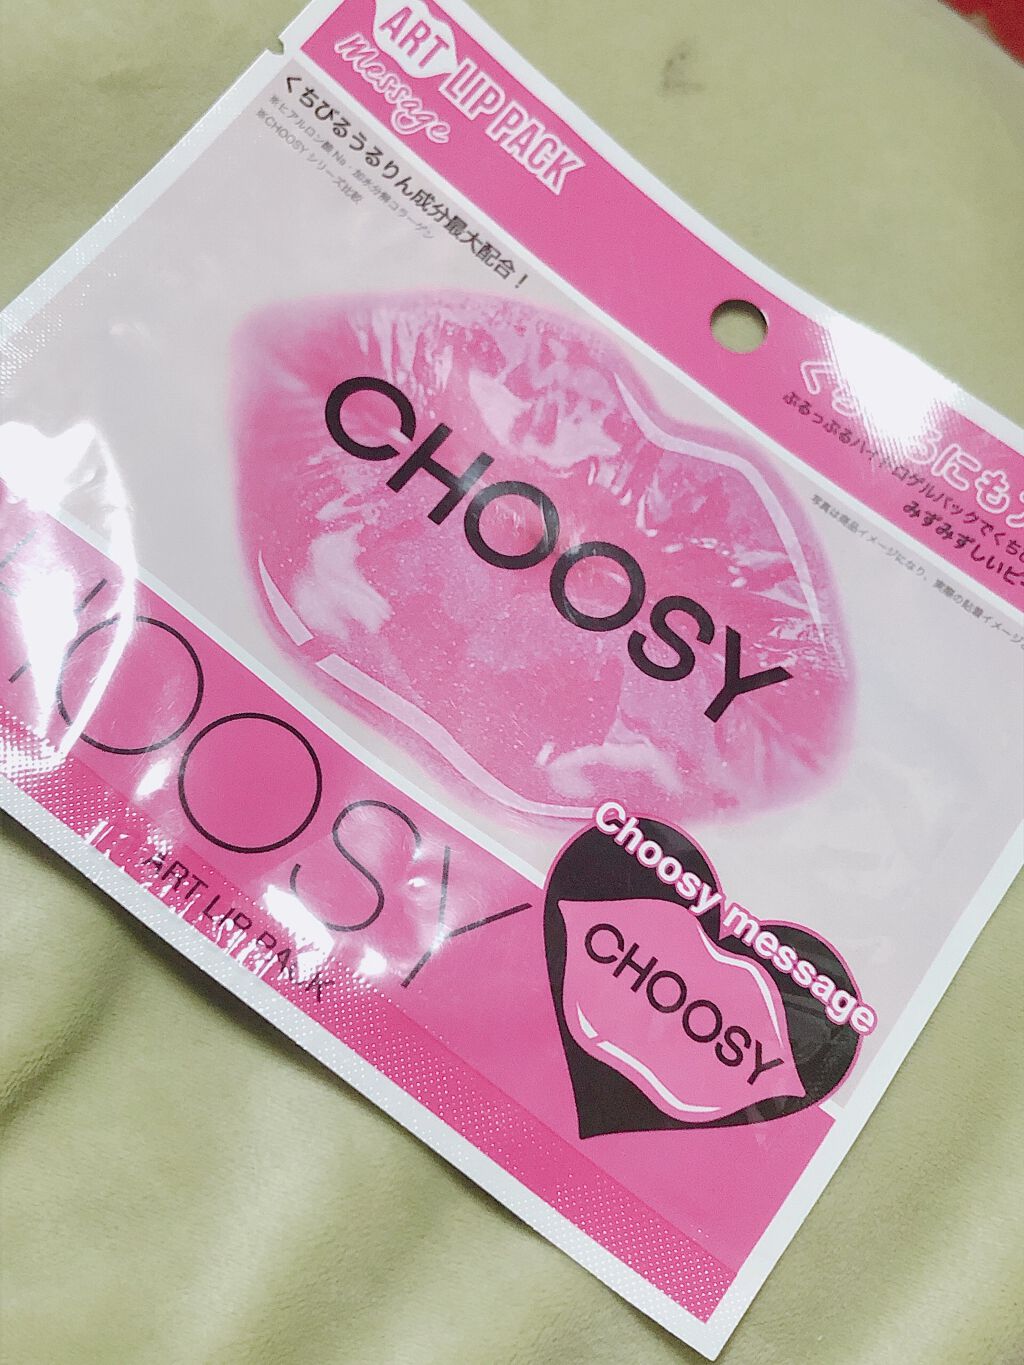 ART LIP PACK
message
くちびるうるりん成分最大配合！
※ヒアルロン酸Na・加水分解コラーゲン
※CHOOSYシリーズ比較
ぷるっぷるハイドロゲルパックでくち
みずみずしいピ
写真は商品イメージになり、実際の貼着イメージ
CHOOSY
CHOOSY
ART LIP PACK
Choosy message
CHOOSY